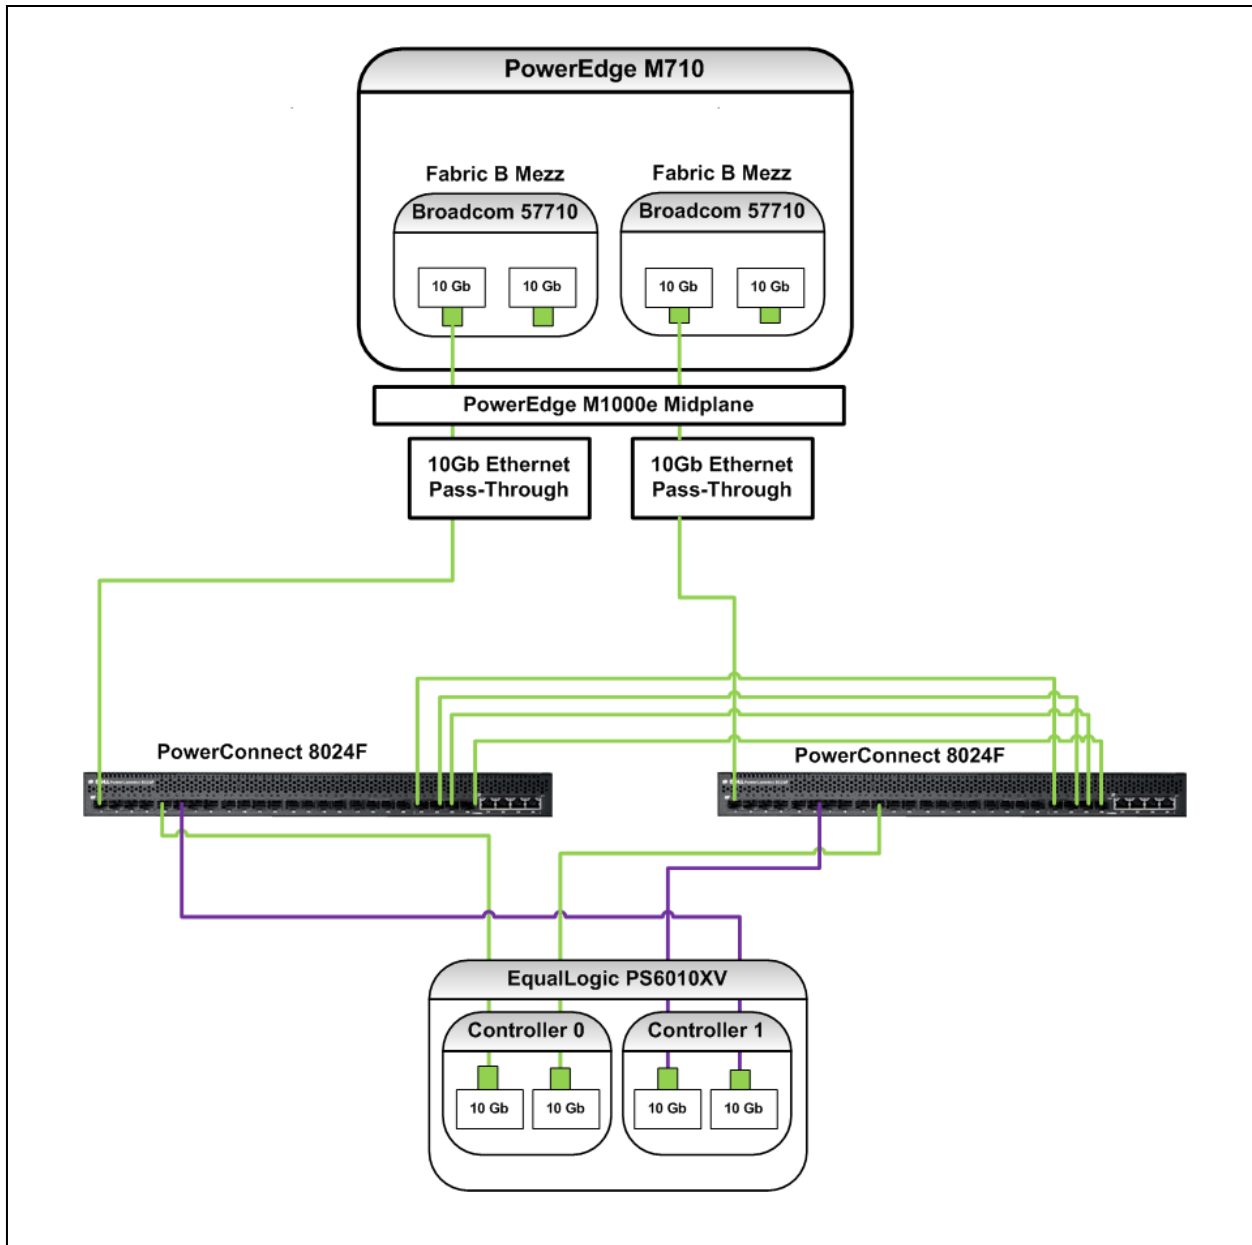 PowerEdge M710
Fabric B Mezz
Fabric B Mezz
Broadcom 57710
Broadcom 57710
10 Gb
10 Gb
10 Gb
10 Gb
PowerEdge M1000e Midplane
10Gb Ethernet
Pass-Through
10Gb Ethernet
Pass-Through
PowerConnect 8024F
PowerConnect 8024F
EqualLogic PS6010XV
Controller 0
Controller 1
10 Gb
10 Gb
10 Gb
10 Gb